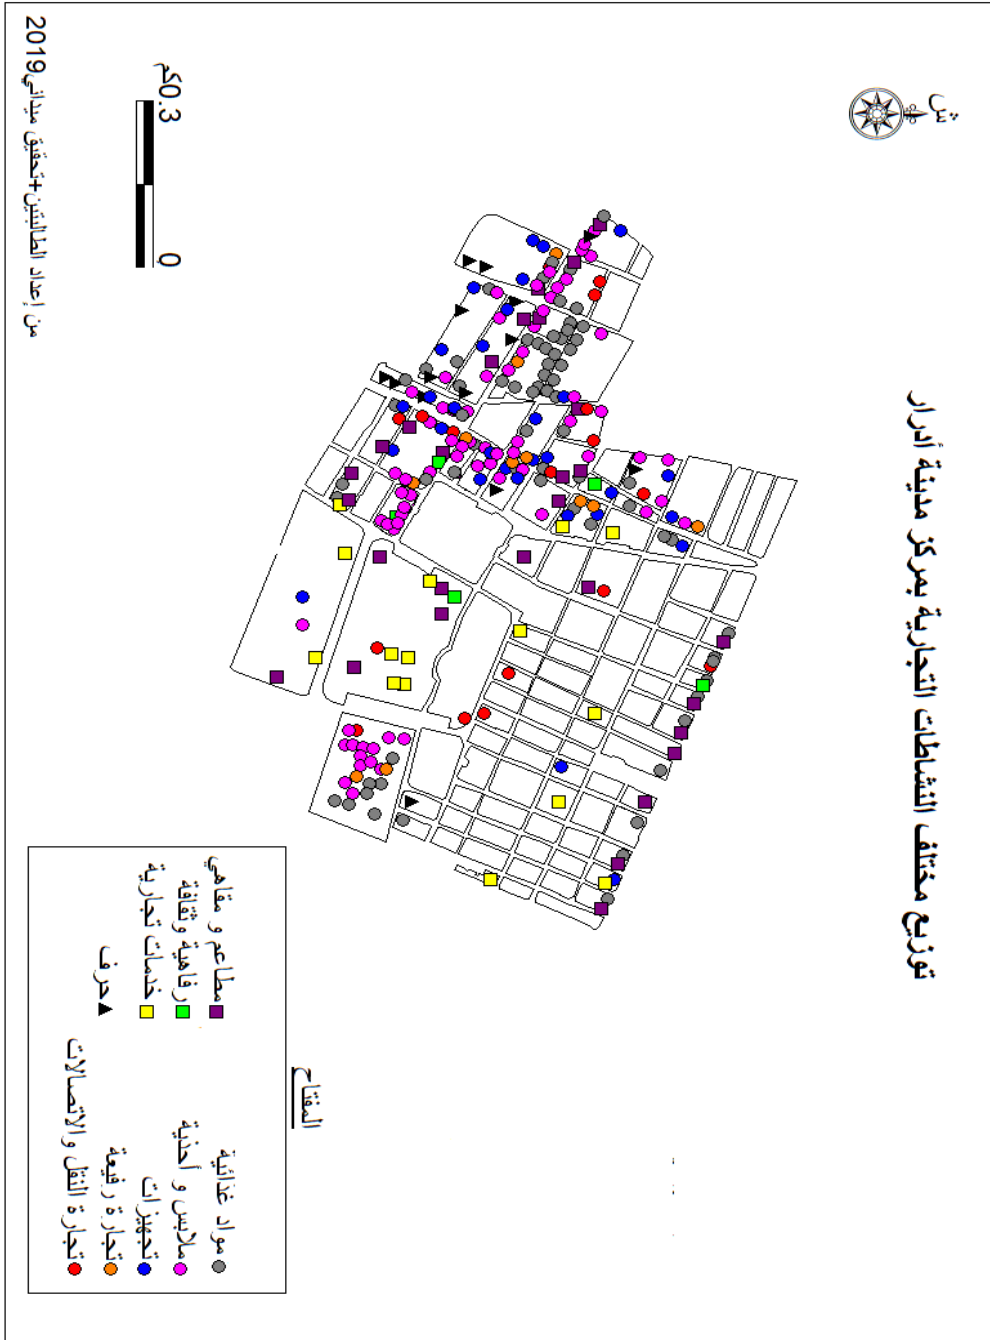 توزيع مختلف النشاطات التجارية بمركز مدينة أدرار
ش
0.3كم
0
المفتاح
مواد غذائية
ملابس و أحذية
تجهيزات
تجارة رفيعة
تجارة النقل والاتصالات
مطاعم و مقاهي
رفاهية وثقافة
خدمات تجارية
حرف
من إعداد الطالبتين+تحقيق ميداني2019